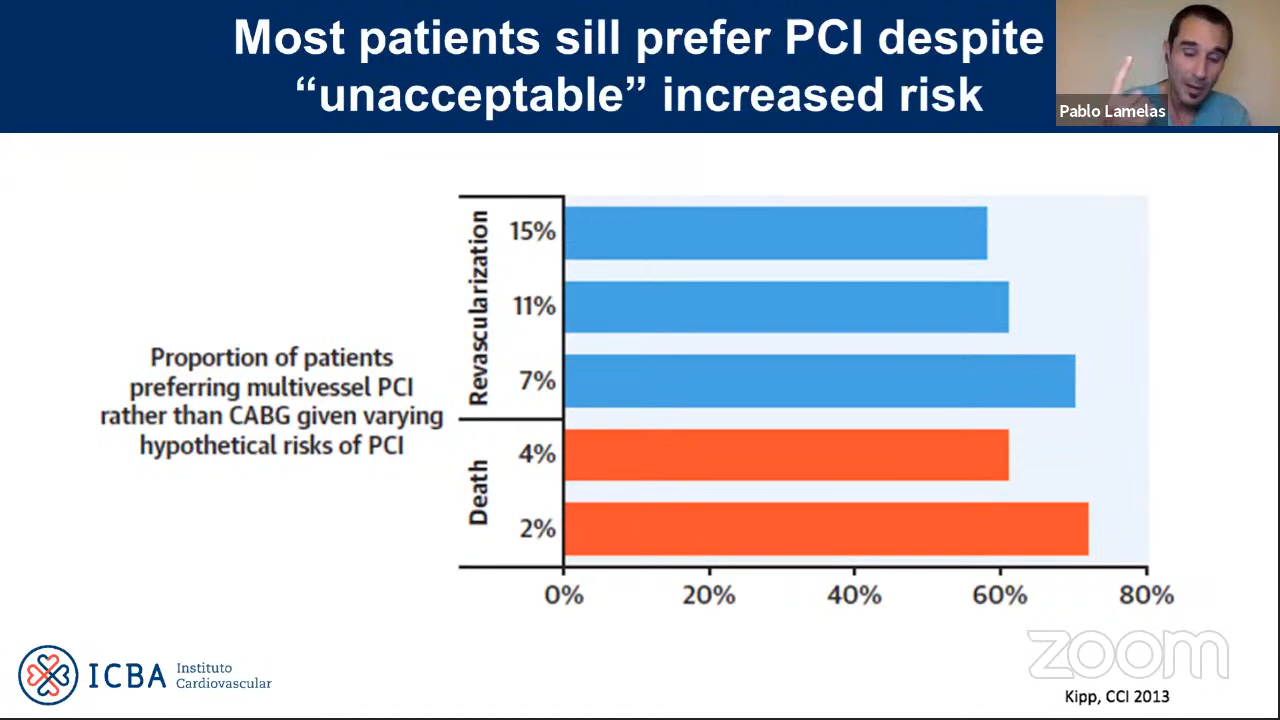 Most patients sill prefer PCI despite
“unacceptable” increased risk
Pablo Lamelas
Proportion of patients
preferring multivessel PCI
rather than CABG given varying
hypothetical risks of PCI
Revascularization
15%
11%
7%
Death
4%
2%
0% 20% 40% 60% 80%
ICBA
Instituto
Cardiovascular
zoom
Kipp, CCI 2013